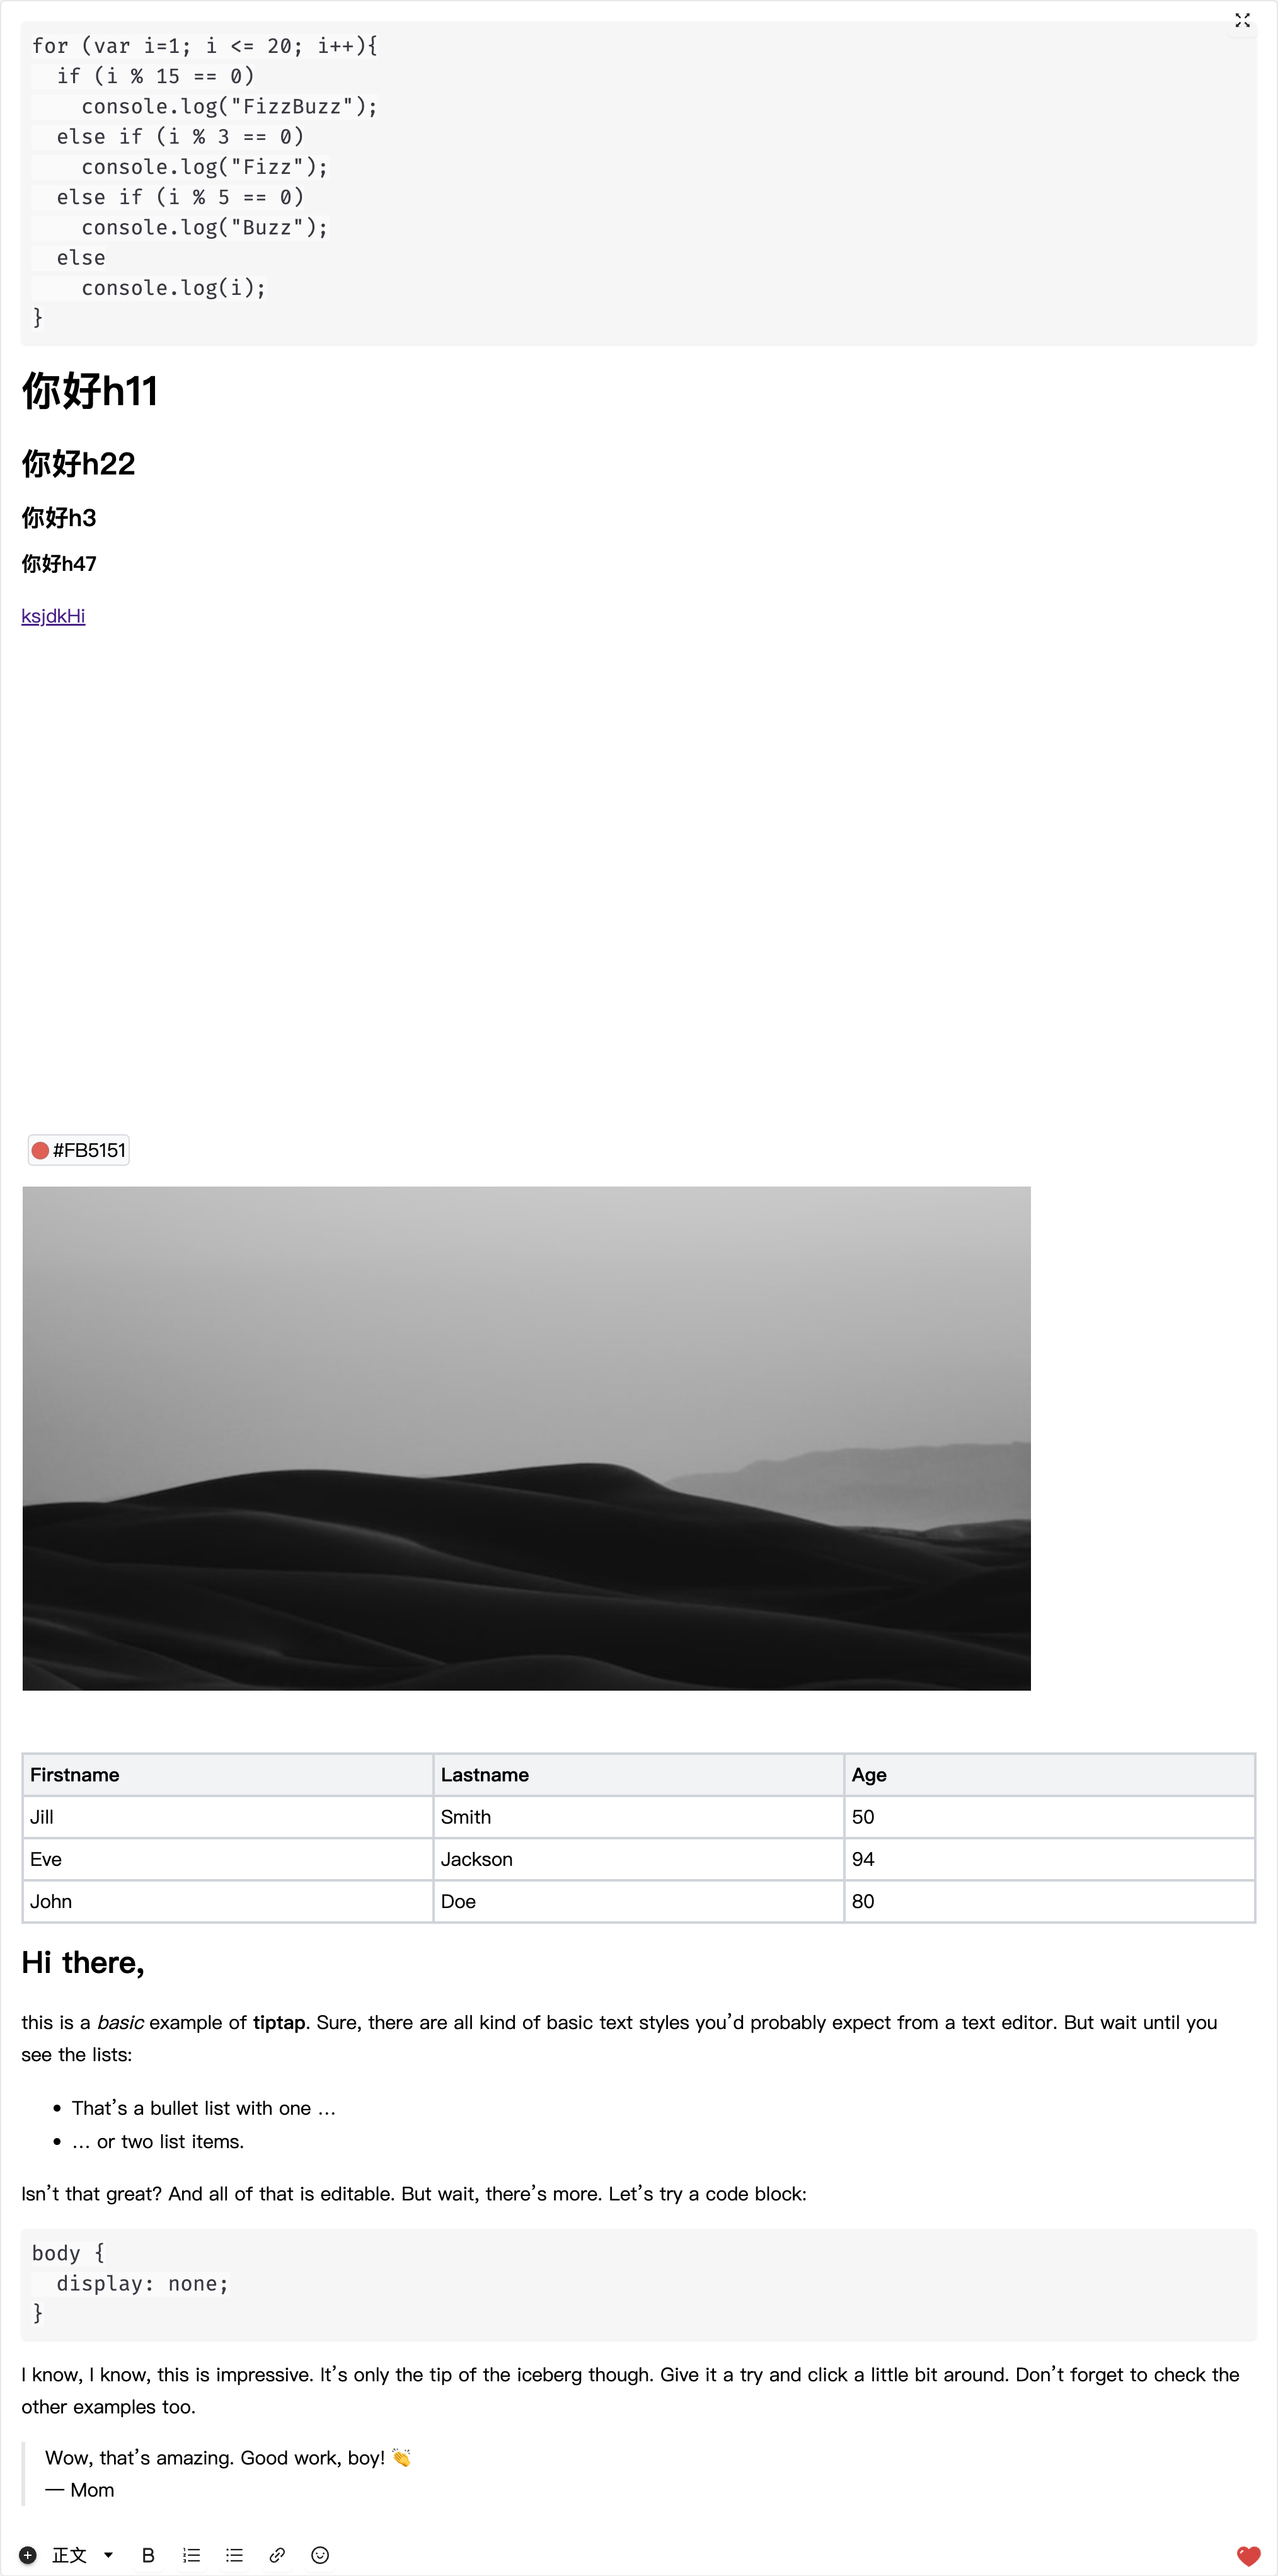 for (var i=1; i <= 20; i++){
  if (i % 15 == 0)
    console.log("FizzBuzz");
  else if (i % 3 == 0)
    console.log("Fizz");
  else if (i % 5 == 0)
    console.log("Buzz");
  else
    console.log(i);
}
你好h11
你好h22
你好h3
你好h47
ksjdkHi
#FB5151
Firstname Lastname Age
Jill Smith 50
Eve Jackson 94
John Doe 80
Hi there,
this is a basic example of tiptap. Sure, there are all kind of basic text styles you’d probably expect from a text editor. But wait until you
see the lists:
• That’s a bullet list with one …
• … or two list items.
Isn’t that great? And all of that is editable. But wait, there’s more. Let’s try a code block:
body {
  display: none;
}
I know, I know, this is impressive. It’s only the tip of the iceberg though. Give it a try and click a little bit around. Don’t forget to check the
other examples too.
Wow, that’s amazing. Good work, boy! 👏
— Mom
正文 B